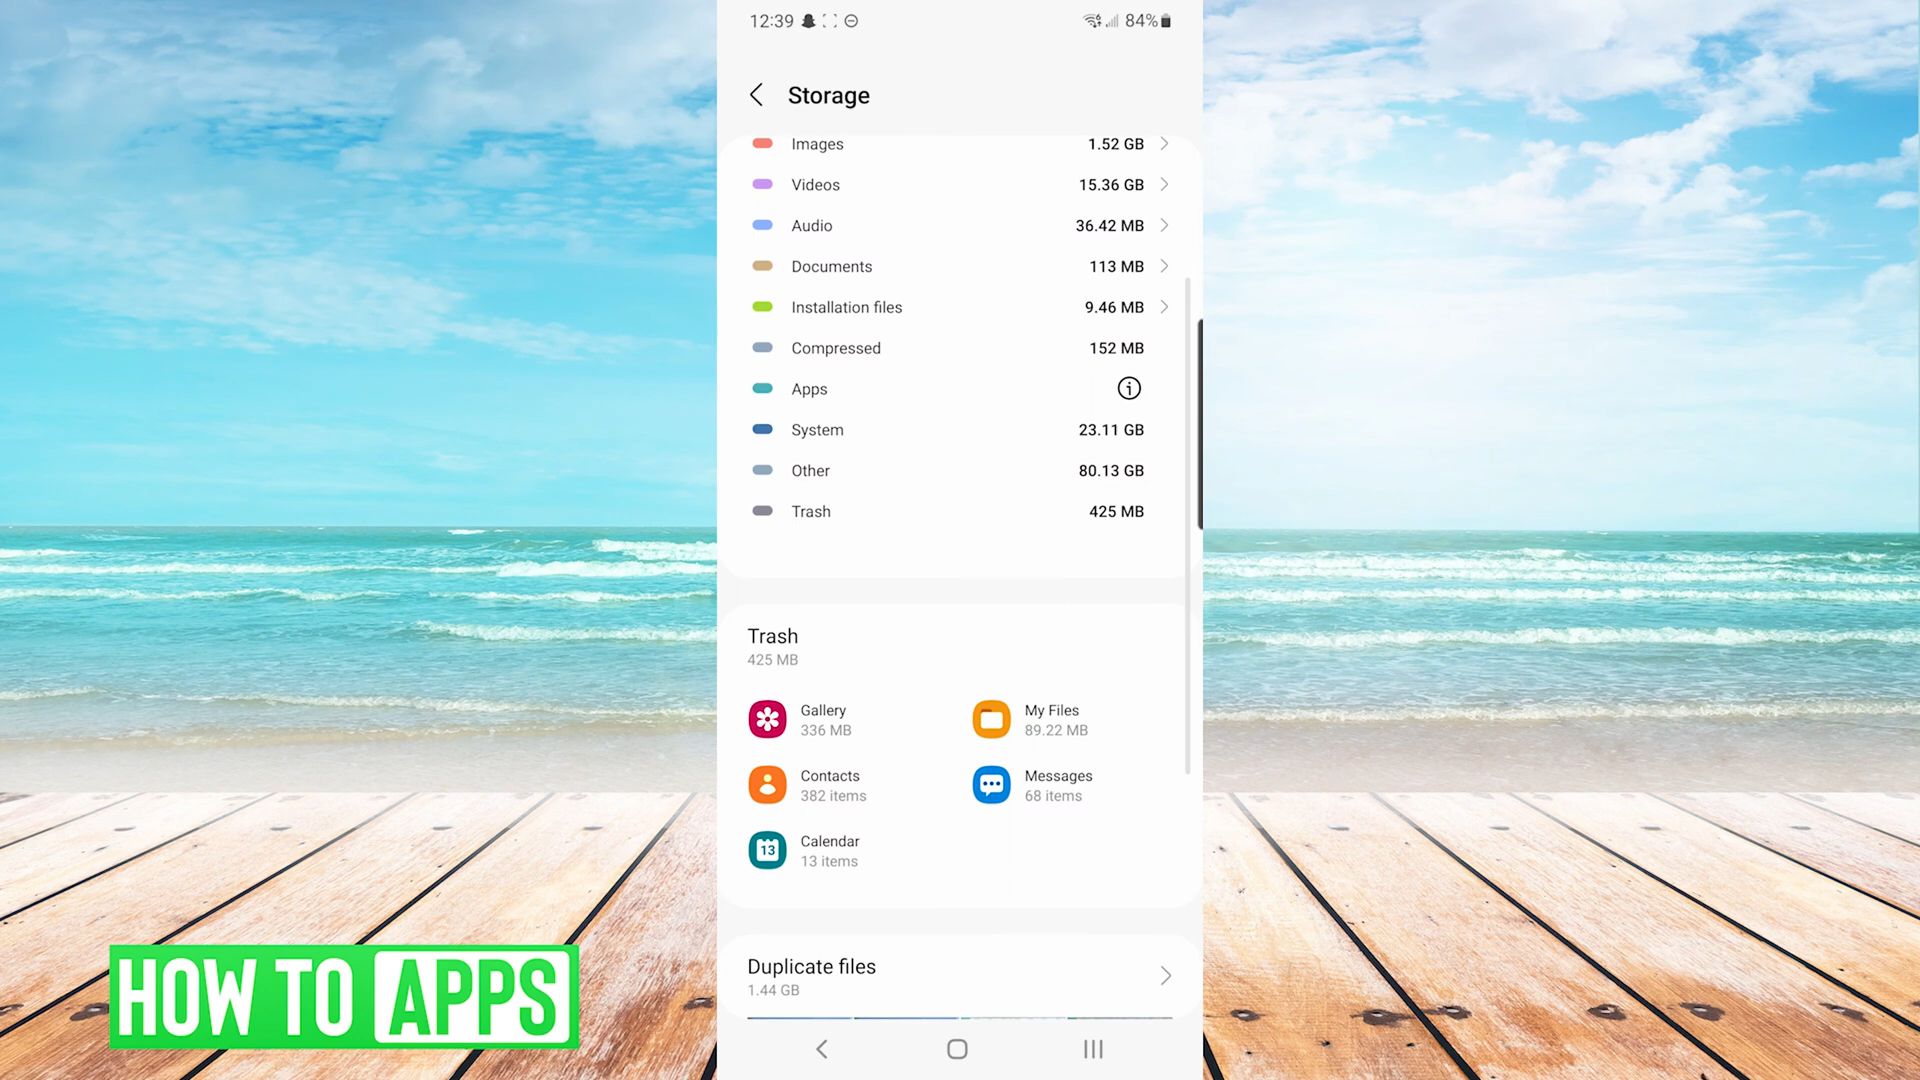 12:39 84%
Storage
Images 1.52 GB
Videos 15.36 GB
Audio 36.42 MB
Documents 113 MB
Installation files 9.46 MB
Compressed 152 MB
Apps
System 23.11 GB
Other 80.13 GB
Trash 425 MB
Trash
425 MB
Gallery My Files
336 MB 89.22 MB
Contacts Messages
382 items 68 items
13 Calendar
13 items
Duplicate files
1.44 GB
HOW TO APPS